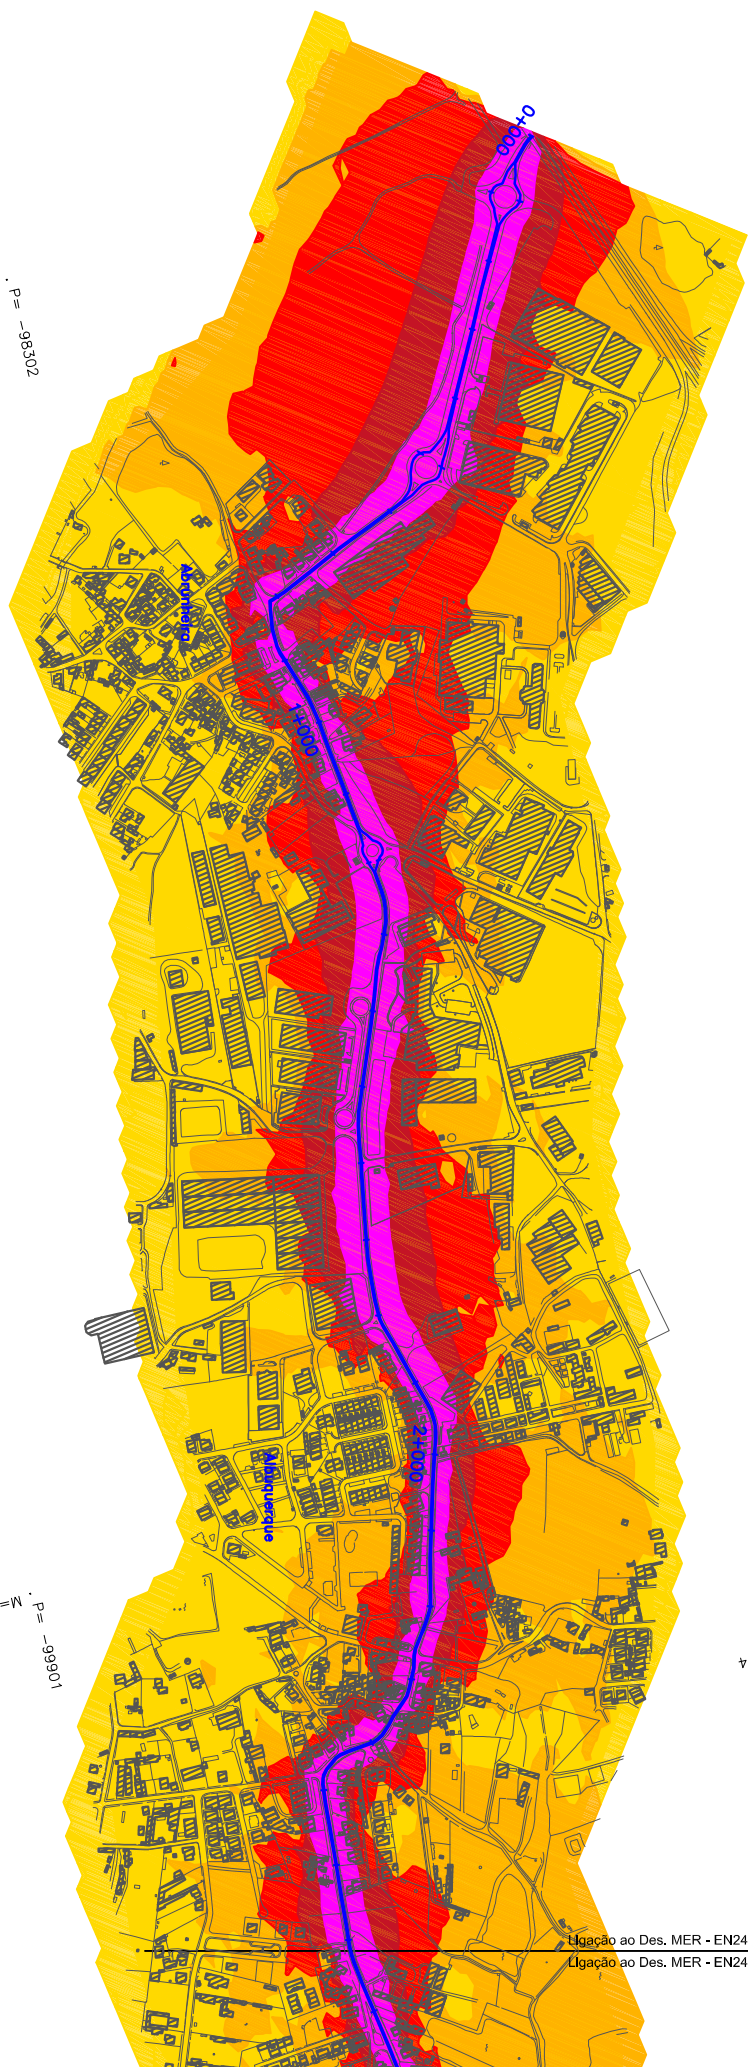 0+000
. P= -98302
Abrunheira
1+000
2+000
Albuquerque
. P= -99901
M=
4
Ligação ao Des. MER - EN24
Ligação ao Des. MER - EN24